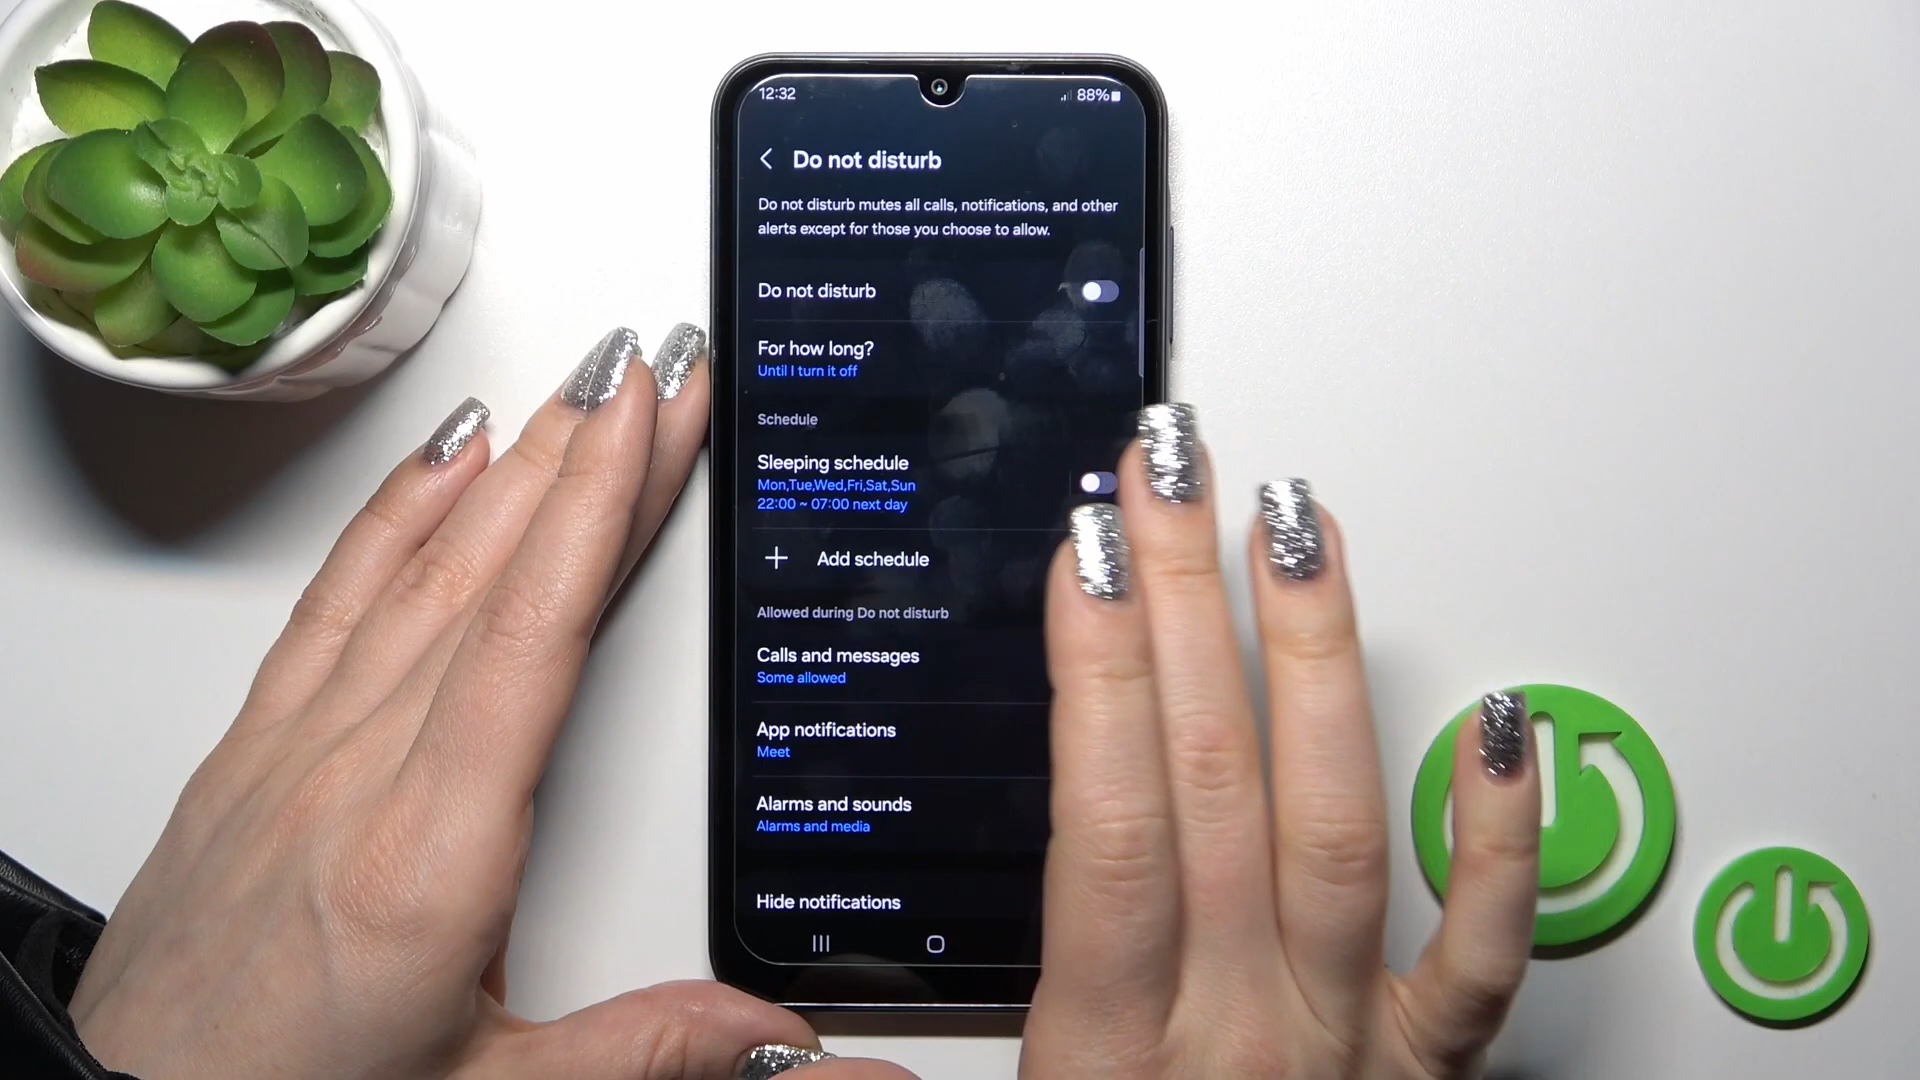 12:32
88%
Do not disturb
Do not disturb mutes all calls, notifications, and other
alerts except for those you choose to allow.
Do not disturb
For how long?
Until I turn it off
Schedule
Sleeping schedule
Mon,Tue,Wed,Fri,Sat,Sun
22:00 ~ 07:00 next day
Add schedule
Allowed during Do not disturb
Calls and messages
Some allowed
App notifications
Meet
Alarms and sounds
Alarms and media
Hide notifications